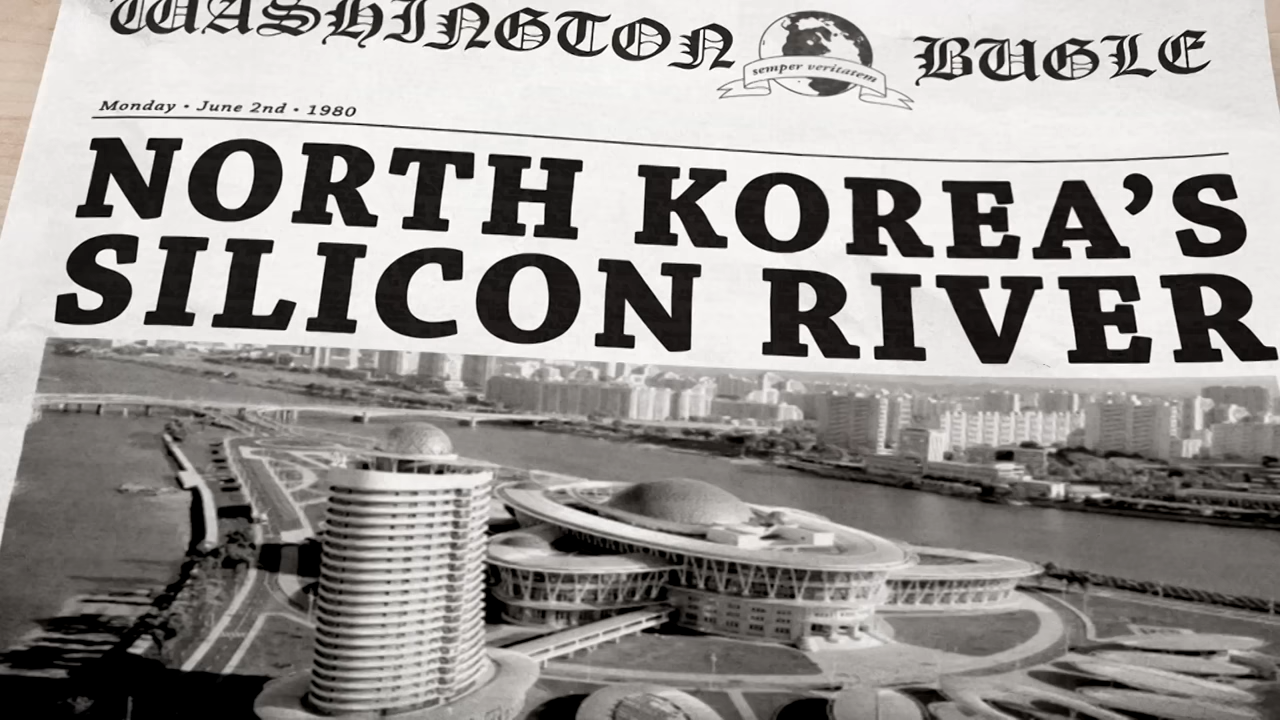 WASHINGTON BUGLE
semper veritatem
Monday • June 2nd • 1980
NORTH KOREA'S
SILICON RIVER